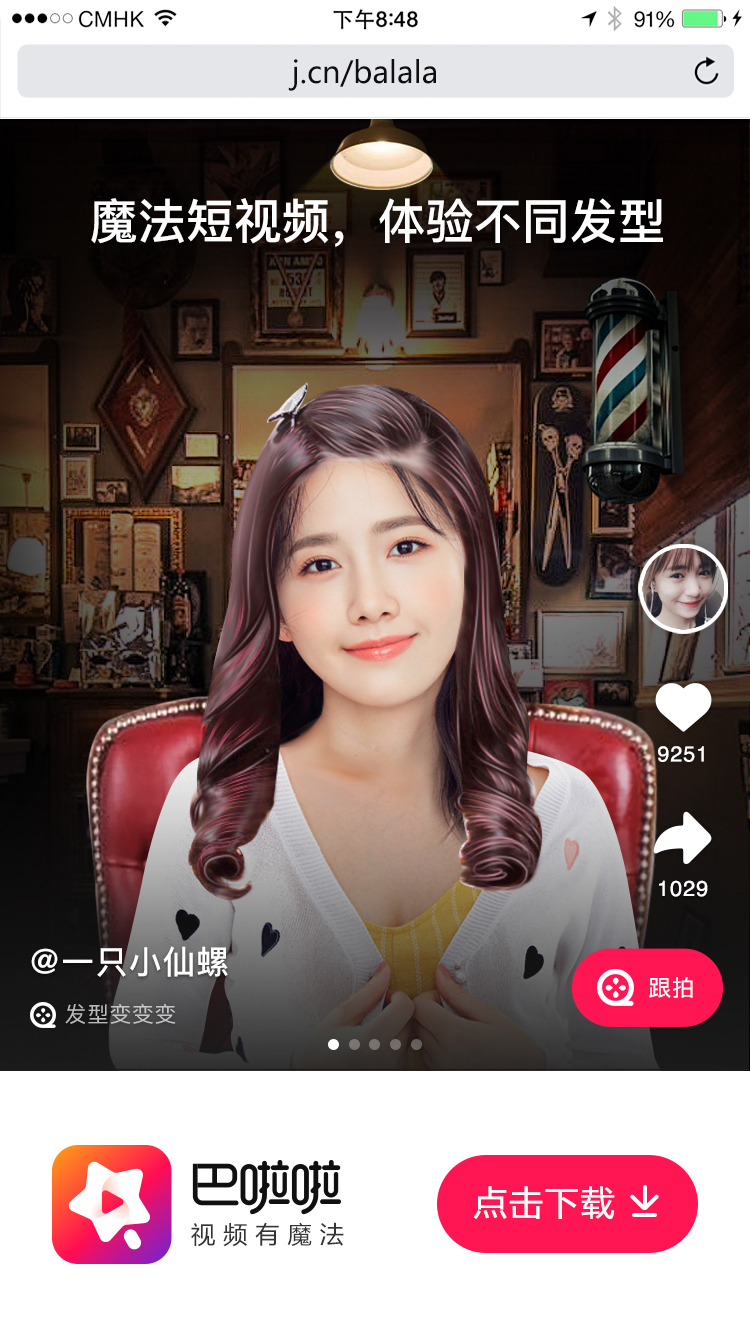 CMHK
下午8:48
91%
j.cn/balala
魔法短视频，体验不同发型
9251
1029
@一只小仙螺
发型变变变
跟拍
巴啦啦
视频有魔法
点击下载